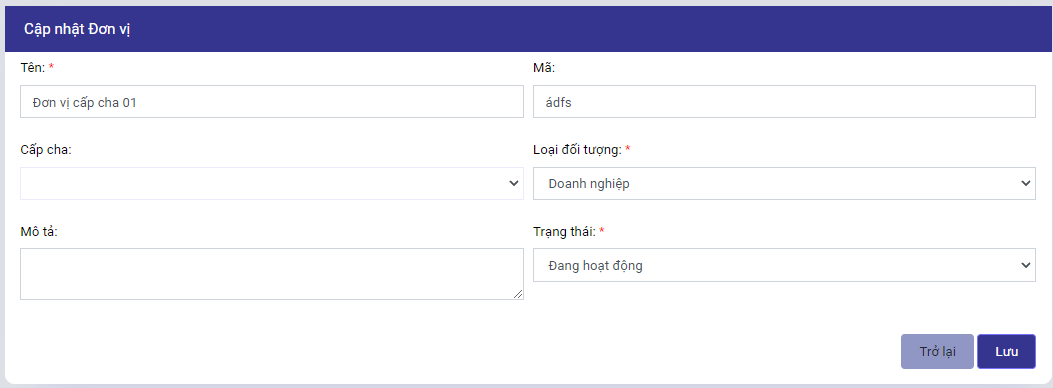 Cập nhật Đơn vị
Tên: *
Mã:
Đơn vị cấp cha 01
ádfs
Cấp cha:
Loại đối tượng: *
Doanh nghiệp
Mô tả:
Trạng thái: *
Đang hoạt động
Trở lại
Lưu